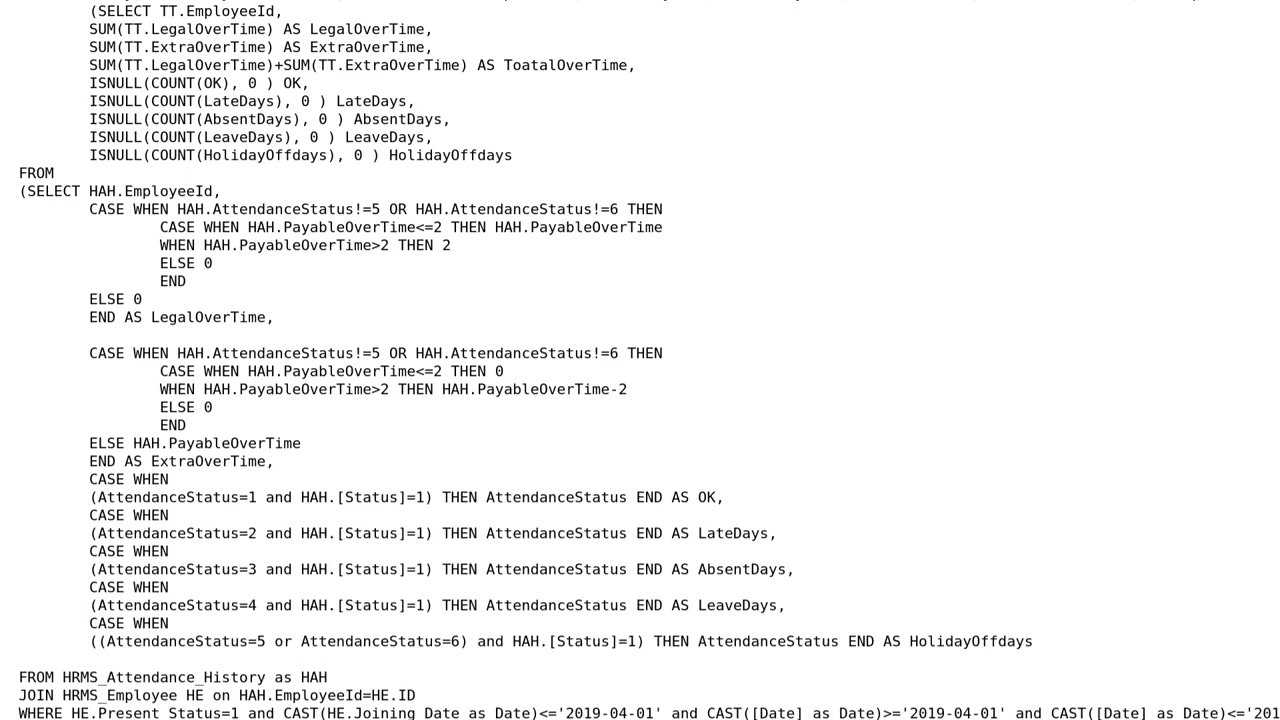 (SELECT TT.EmployeeId,
SUM(TT.LegalOverTime) AS LegalOverTime,
SUM(TT.ExtraOverTime) AS ExtraOverTime,
SUM(TT.LegalOverTime)+SUM(TT.ExtraOverTime) AS ToatalOverTime,
ISNULL(COUNT(OK), 0 ) OK,
ISNULL(COUNT(LateDays), 0 ) LateDays,
ISNULL(COUNT(AbsentDays), 0 ) AbsentDays,
ISNULL(COUNT(LeaveDays), 0 ) LeaveDays,
ISNULL(COUNT(HolidayOffdays), 0 ) HolidayOffdays
FROM
(SELECT HAH.EmployeeId,
CASE WHEN HAH.AttendanceStatus!=5 OR HAH.AttendanceStatus!=6 THEN
CASE WHEN HAH.PayableOverTime<=2 THEN HAH.PayableOverTime
WHEN HAH.PayableOverTime>2 THEN 2
ELSE 0
END
ELSE 0
END AS LegalOverTime,
CASE WHEN HAH.AttendanceStatus!=5 OR HAH.AttendanceStatus!=6 THEN
CASE WHEN HAH.PayableOverTime<=2 THEN 0
WHEN HAH.PayableOverTime>2 THEN HAH.PayableOverTime-2
ELSE 0
END
ELSE HAH.PayableOverTime
END AS ExtraOverTime,
CASE WHEN
(AttendanceStatus=1 and HAH.[Status]=1) THEN AttendanceStatus END AS OK,
CASE WHEN
(AttendanceStatus=2 and HAH.[Status]=1) THEN AttendanceStatus END AS LateDays,
CASE WHEN
(AttendanceStatus=3 and HAH.[Status]=1) THEN AttendanceStatus END AS AbsentDays,
CASE WHEN
(AttendanceStatus=4 and HAH.[Status]=1) THEN AttendanceStatus END AS LeaveDays,
CASE WHEN
((AttendanceStatus=5 or AttendanceStatus=6) and HAH.[Status]=1) THEN AttendanceStatus END AS HolidayOffdays
FROM HRMS_Attendance_History as HAH
JOIN HRMS_Employee HE on HAH.EmployeeId=HE.ID
WHERE HE.Present_Status=1 and CAST(HE.Joining_Date as Date)<='2019-04-01' and CAST([Date] as Date)>='2019-04-01' and CAST([Date] as Date)<='201